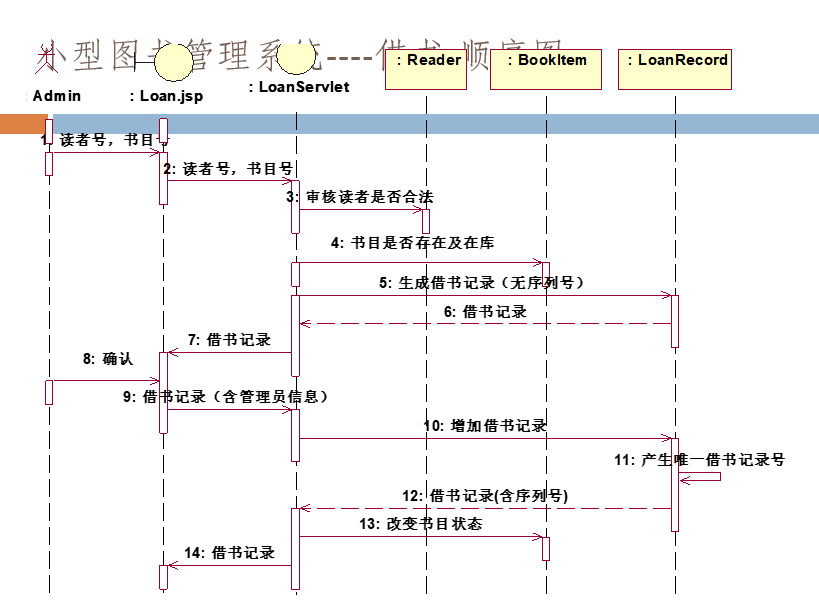 小型图书管理系统----借书 顺序图
: Admin
: Loan.jsp
: LoanServlet
: Reader
: BookItem
: LoanRecord
1: 读者号，书目号
2: 读者号，书目号
3: 审核读者是否合法
4: 书目是否存在及在库
5: 生成借书记录（无序列号）
6: 借书记录
7: 借书记录
8: 确认
9: 借书记录（含管理员信息）
10: 增加借书记录
11: 产生唯一借书记录号
12: 借书记录(含序列号)
13: 改变书目状态
14: 借书记录